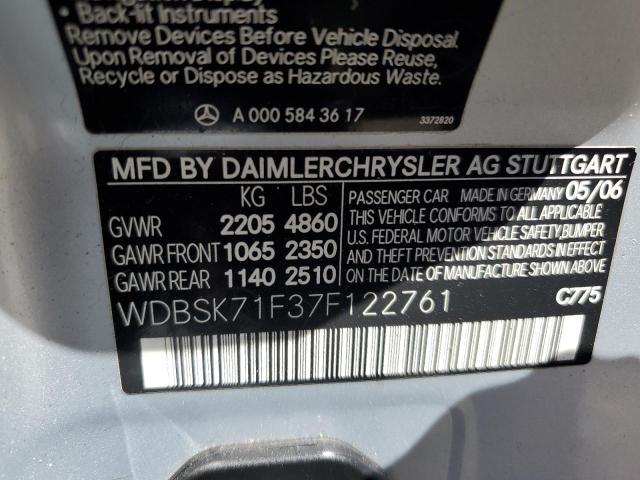 • Back-lit Instruments
Remove Devices Before Vehicle Disposal.
Upon Removal of Devices Please Reuse,
Recycle or Dispose as Hazardous Waste.
A 000 584 36 17
3372820
MFD BY DAIMLERCHRYSLER AG STUTTGART
KG LBS
GVWR 2205 4860
GAWR FRONT 1065 2350
GAWR REAR 1140 2510
PASSENGER CAR MADE IN GERMANY 05/06
THIS VEHICLE CONFORMS TO ALL APPLICABLE
U.S. FEDERAL MOTOR VEHICLE SAFETY, BUMPER
AND THEFT PREVENTION STANDARDS IN EFFECT
ON THE DATE OF MANUFACTURE SHOWN ABOVE.
WDBSK71F37F122761
C775